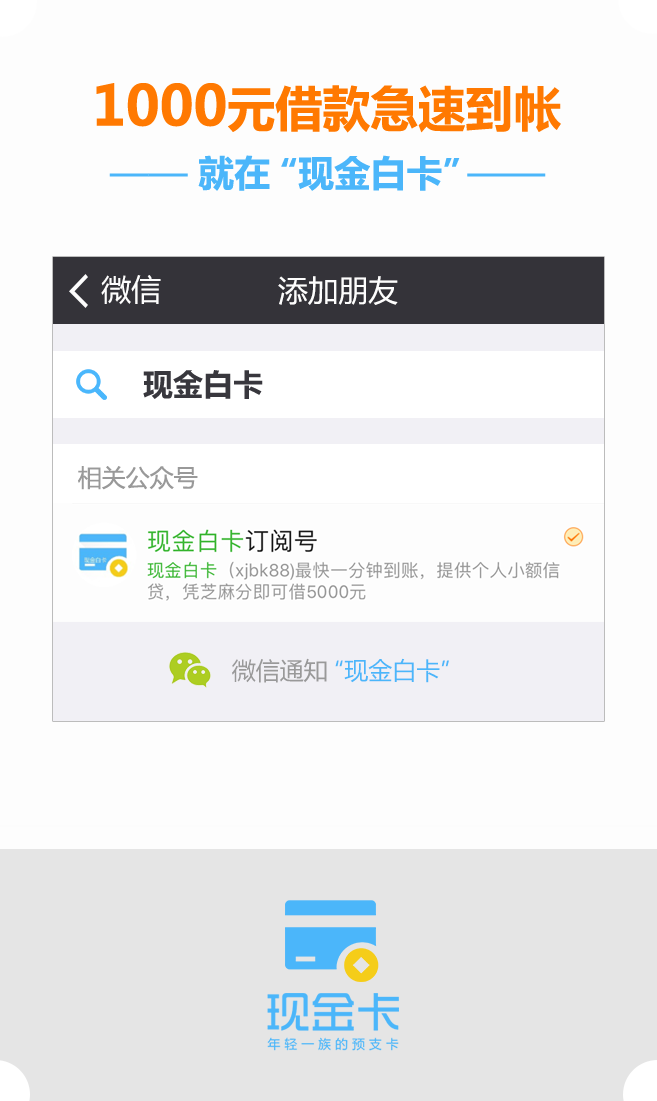 1000元借款急速到帐
就在“现金白卡”
微信 添加朋友
现金白卡
相关公众号
现金白卡订阅号
现金白卡
现金白卡（xjbk88)最快一分钟到账，提供个人小额信
贷，凭芝麻分即可借5000元
微信通知“现金白卡”
现金卡
年轻一族的预支卡